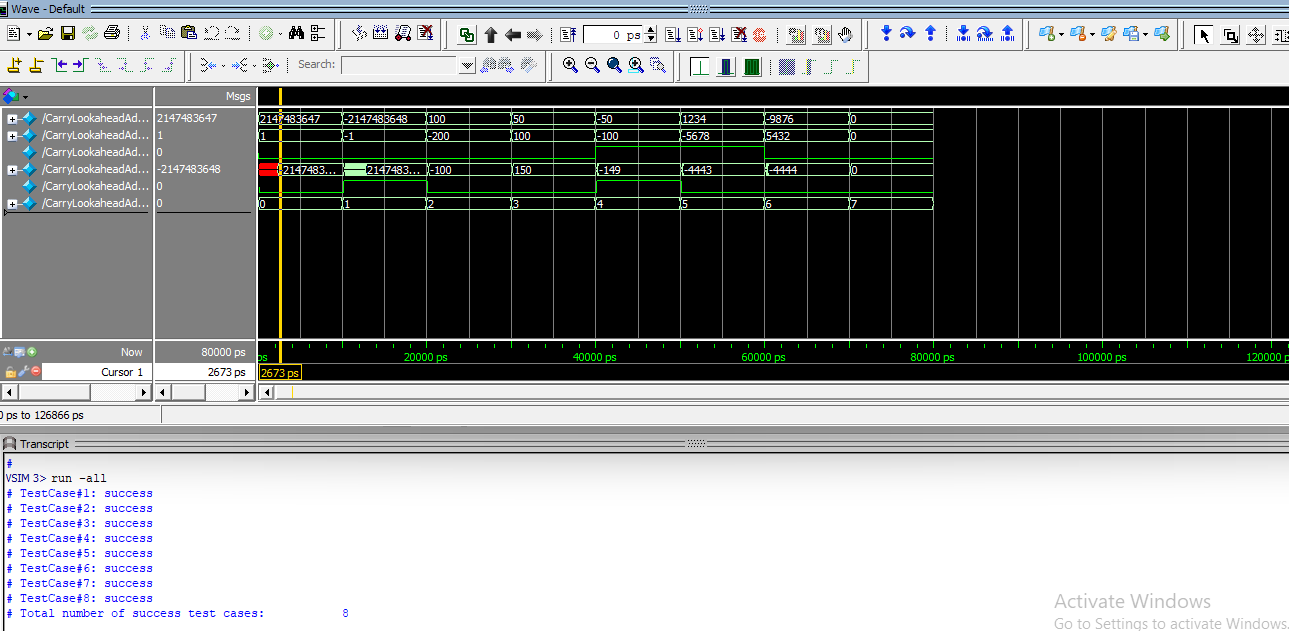 Wave - Default
0 ps
Search:
Msgs
/CarryLookaheadAd... 2147483647 2147483647 -2147483648 100 50 -50 1234 -9876 0
/CarryLookaheadAd... 1 1 -1 -200 100 -100 -5678 5432 0
/CarryLookaheadAd... 0
/CarryLookaheadAd... -2147483648 2147483... 2147483... -100 150 -149 -4443 -4444 0
/CarryLookaheadAd... 0
/CarryLookaheadAd... 0 0 1 2 3 4 5 6 7
Now 80000 ps ps 20000 ps 40000 ps 60000 ps 80000 ps 100000 ps 120000 p
Cursor 1 2673 ps 2673 ps
0 ps to 126866 ps
Transcript
#
VSIM 3> run -all
# TestCase#1: success
# TestCase#2: success
# TestCase#3: success
# TestCase#4: success
# TestCase#5: success
# TestCase#6: success
# TestCase#7: success
# TestCase#8: success
# Total number of success test cases: 8
Activate Windows
Go to Settings to activate Windows.